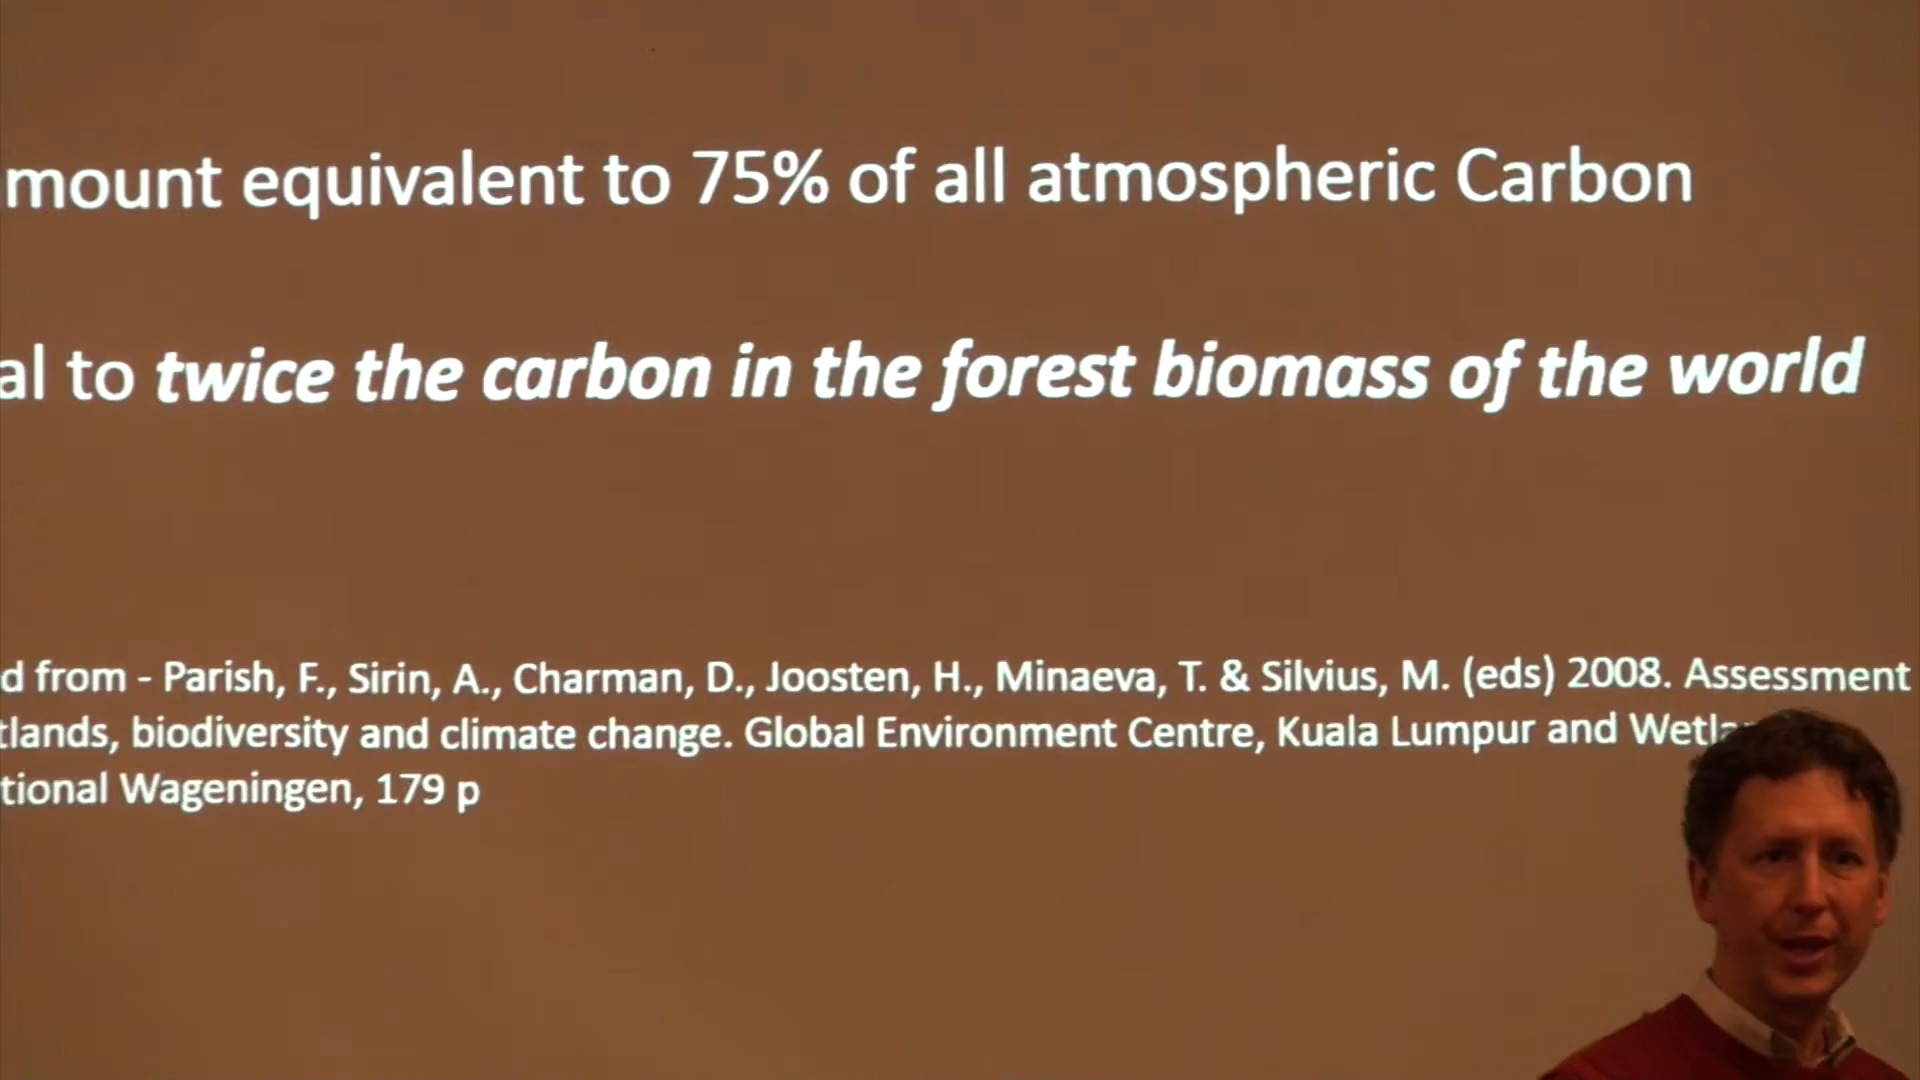 mount equivalent to 75% of all atmospheric Carbon
al to twice the carbon in the forest biomass of the world
d from - Parish, F., Sirin, A., Charman, D., Joosten, H., Minaeva, T. & Silvius, M. (eds) 2008. Assessment
tlands, biodiversity and climate change. Global Environment Centre, Kuala Lumpur and Wetla
tional Wageningen, 179 p